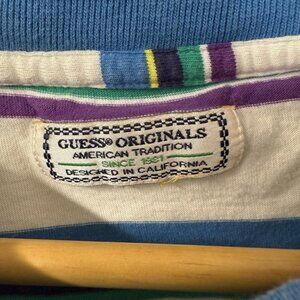 GUESS® ORIGINALS
AMERICAN TRADITION
SINCE 1981
DESIGNED IN CALIFORNIA